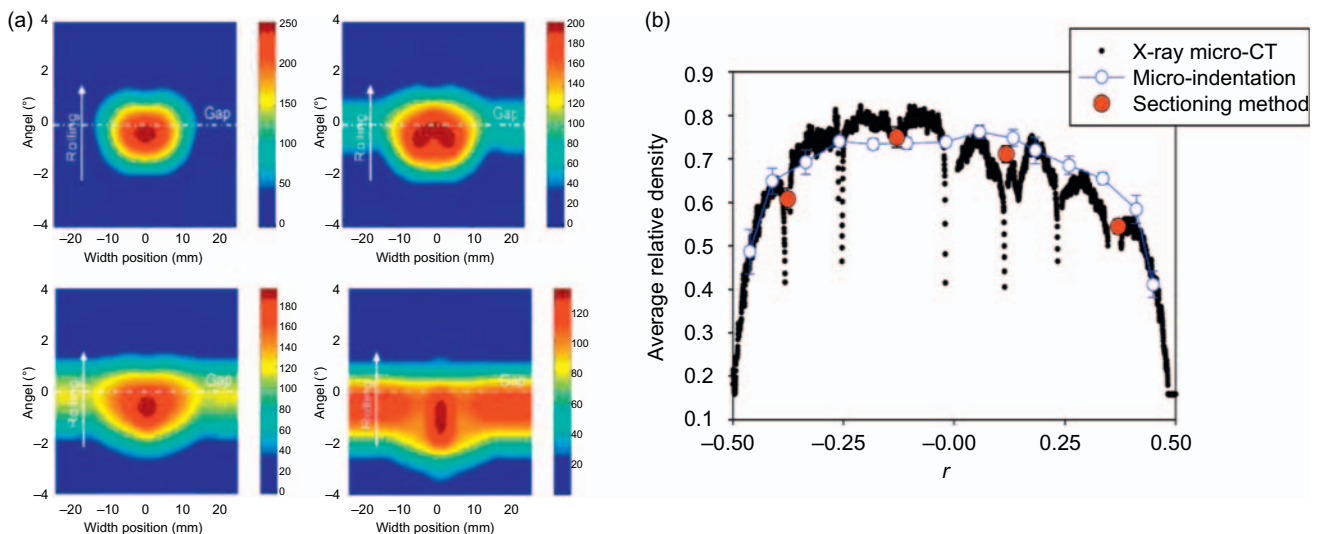 (a)
4
2
0
–2
–4
Angel (°)
Rolling
Gap
–20 –10 0 10 20
Width position (mm)
250
200
150
100
50
0
4
2
0
–2
–4
Angel (°)
Rolling
Gap
–20 –10 0 10 20
Width position (mm)
200
180
160
140
120
100
80
60
40
20
0
4
2
0
–2
–4
Angel (°)
Rolling
Gap
–20 –10 0 10 20
Width position (mm)
180
160
140
120
100
80
60
40
20
0
4
2
0
–2
–4
Angel (°)
Rolling
Gap
–20 –10 0 10 20
Width position (mm)
120
100
80
60
40
20
(b)
X-ray micro-CT
Micro-indentation
Sectioning method
0.9
0.8
0.7
0.6
0.5
0.4
0.3
0.2
0.1
Average relative density
–0.50 –0.25 –0.00 0.25 0.50
r